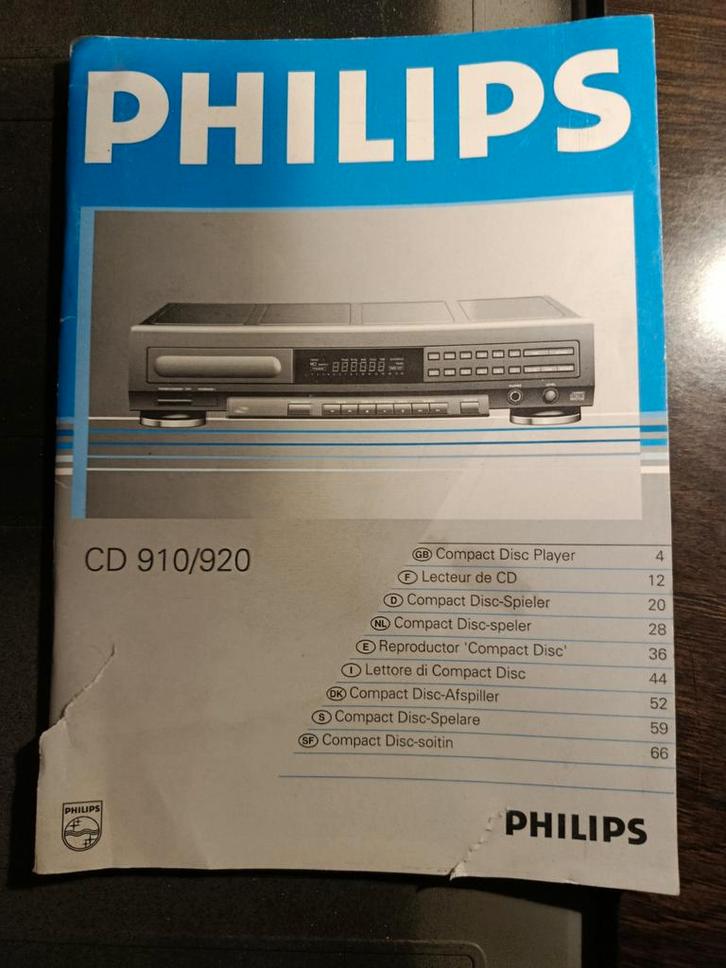 PHILIPS
CD 910/920
GB Compact Disc Player 4
F Lecteur de CD 12
D Compact Disc-Spieler 20
NL Compact Disc-speler 28
E Reproductor 'Compact Disc' 36
I Lettore di Compact Disc 44
DK Compact Disc-Afspiller 52
S Compact Disc-Spelare 59
SF Compact Disc-soitin 66
PHILIPS
PHILIPS